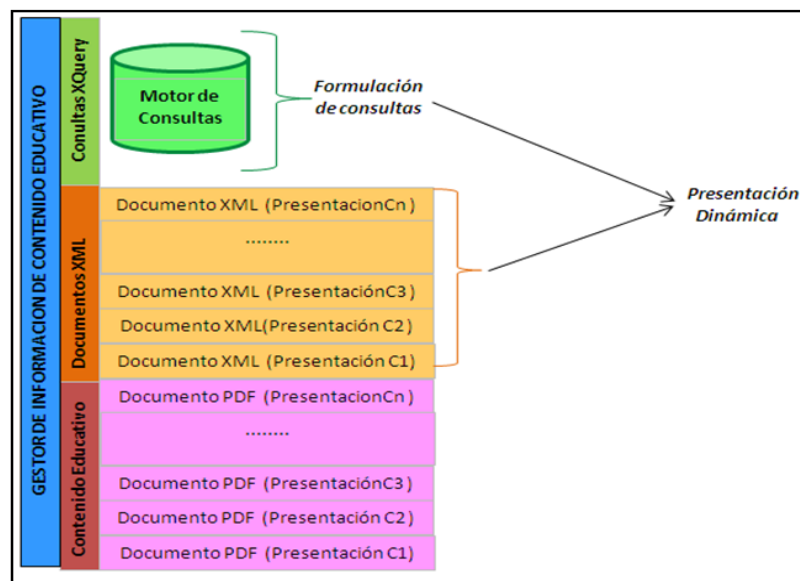 GESTOR DE INFORMACION DE CONTENIDO EDUCATIVO
Conultas XQuery
Motor de
Consultas
Formulación
de consultas
Presentación
Dinámica
Documentos XML
Documento XML (PresentacionCn)
........
Documento XML (PresentaciónC3)
Documento XML(Presentación C2)
Documento XML (Presentación C1)
Contenido Educativo
Documento PDF (PresentacionCn)
........
Documento PDF (PresentaciónC3)
Documento PDF (Presentación C2)
Documento PDF (Presentación C1)